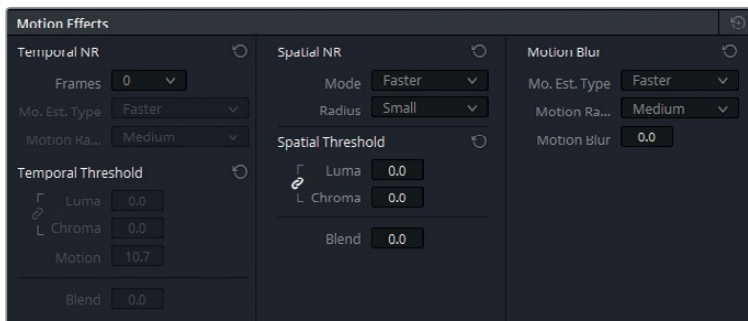 Motion Effects
Temporal NR
Frames 0
Mo. Est. Type Faster
Motion Ra... Medium
Temporal Threshold
Luma 0.0
Chroma 0.0
Motion 10.7
Blend 0.0
Spatial NR
Mode Faster
Radius Small
Spatial Threshold
Luma 0.0
Chroma 0.0
Blend 0.0
Motion Blur
Mo. Est. Type Faster
Motion Ra... Medium
Motion Blur 0.0